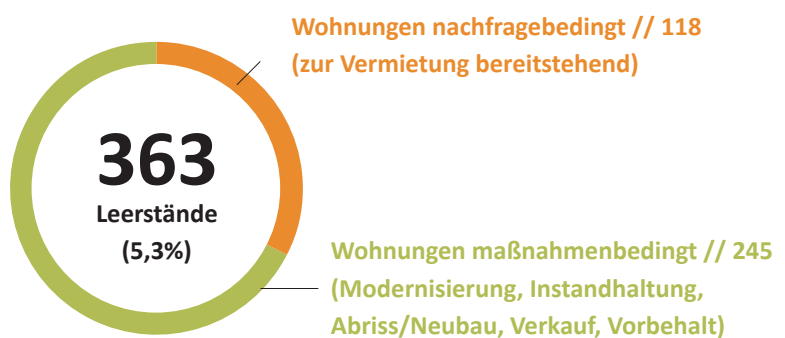 Wohnungen nachfragebedingt // 118
(zur Vermietung bereitstehend)
363
Leerstände
(5,3%)
Wohnungen maßnahmenbedingt // 245
(Modernisierung, Instandhaltung,
Abriss/Neubau, Verkauf, Vorbehalt)